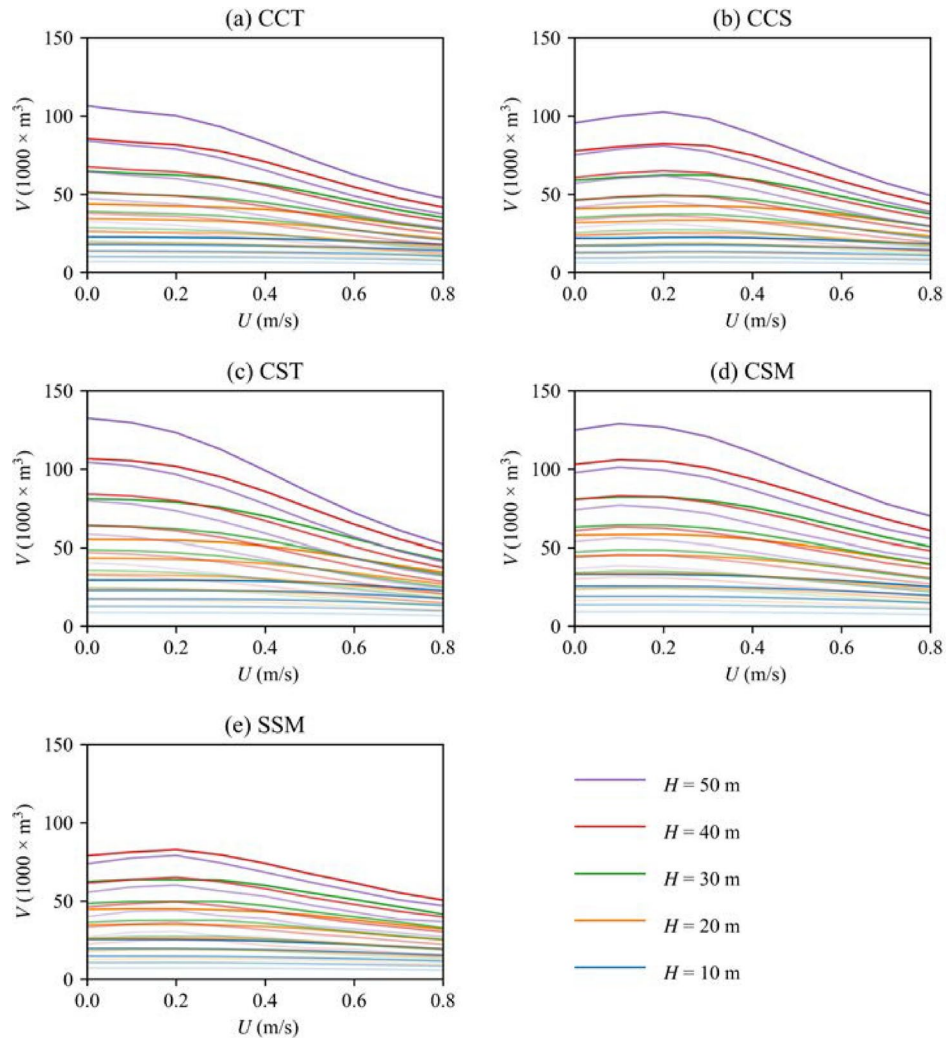 (a) CCT
150
100
50
0
V (1000 × m³)
0.0 0.2 0.4 0.6 0.8
U (m/s)
(b) CCS
150
100
50
0
V (1000 × m³)
0.0 0.2 0.4 0.6 0.8
U (m/s)
(c) CST
150
100
50
0
V (1000 × m³)
0.0 0.2 0.4 0.6 0.8
U (m/s)
(d) CSM
150
100
50
0
V (1000 × m³)
0.0 0.2 0.4 0.6 0.8
U (m/s)
(e) SSM
150
100
50
0
V (1000 × m³)
0.0 0.2 0.4 0.6 0.8
U (m/s)
H = 50 m
H = 40 m
H = 30 m
H = 20 m
H = 10 m